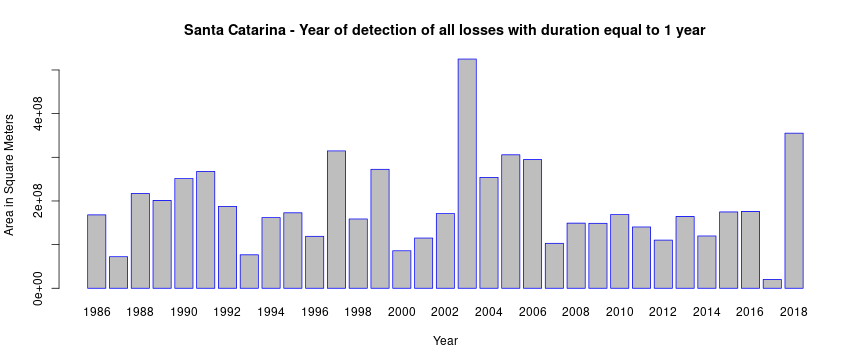 Santa Catarina - Year of detection of all losses with duration equal to 1 year
Area in Square Meters
4e+08
2e+08
0e+00
1986 1988 1990 1992 1994 1996 1998 2000 2002 2004 2006 2008 2010 2012 2014 2016 2018
Year